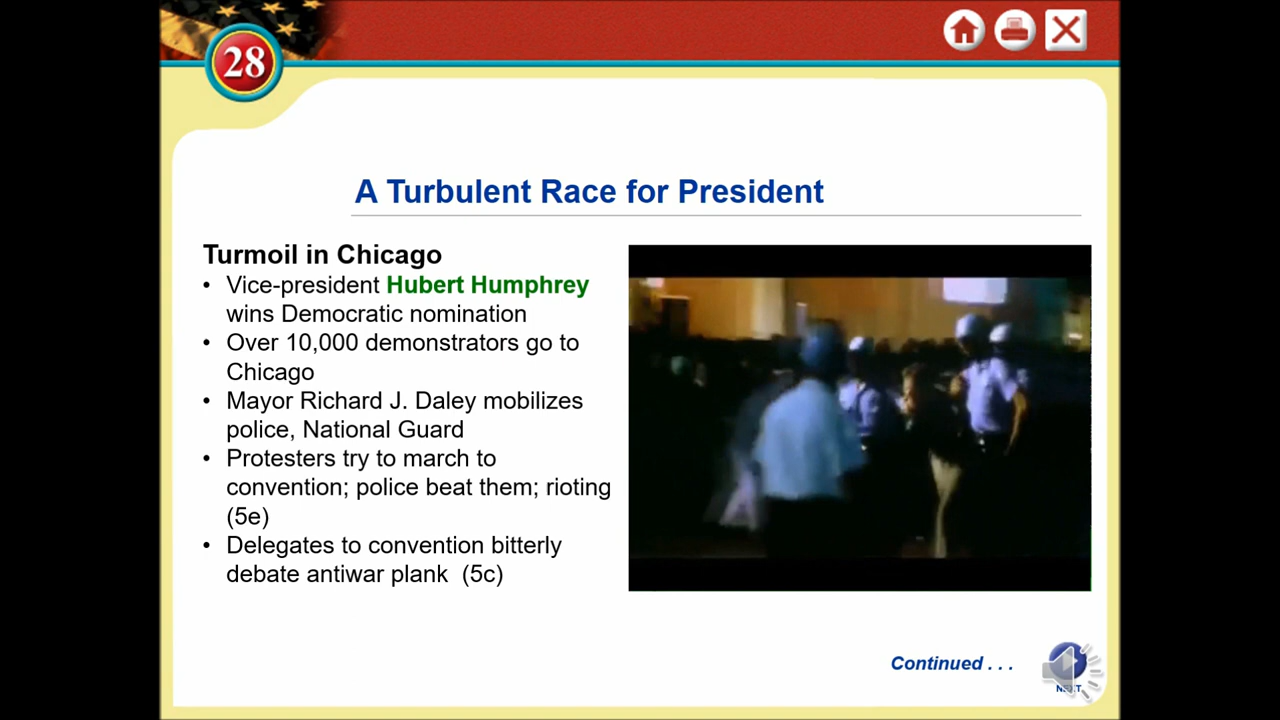 28
A Turbulent Race for President
Turmoil in Chicago
• Vice-president Hubert Humphrey
wins Democratic nomination
• Over 10,000 demonstrators go to
Chicago
• Mayor Richard J. Daley mobilizes
police, National Guard
• Protesters try to march to
convention; police beat them; rioting
(5e)
• Delegates to convention bitterly
debate antiwar plank (5c)
Continued . . .
NEXT